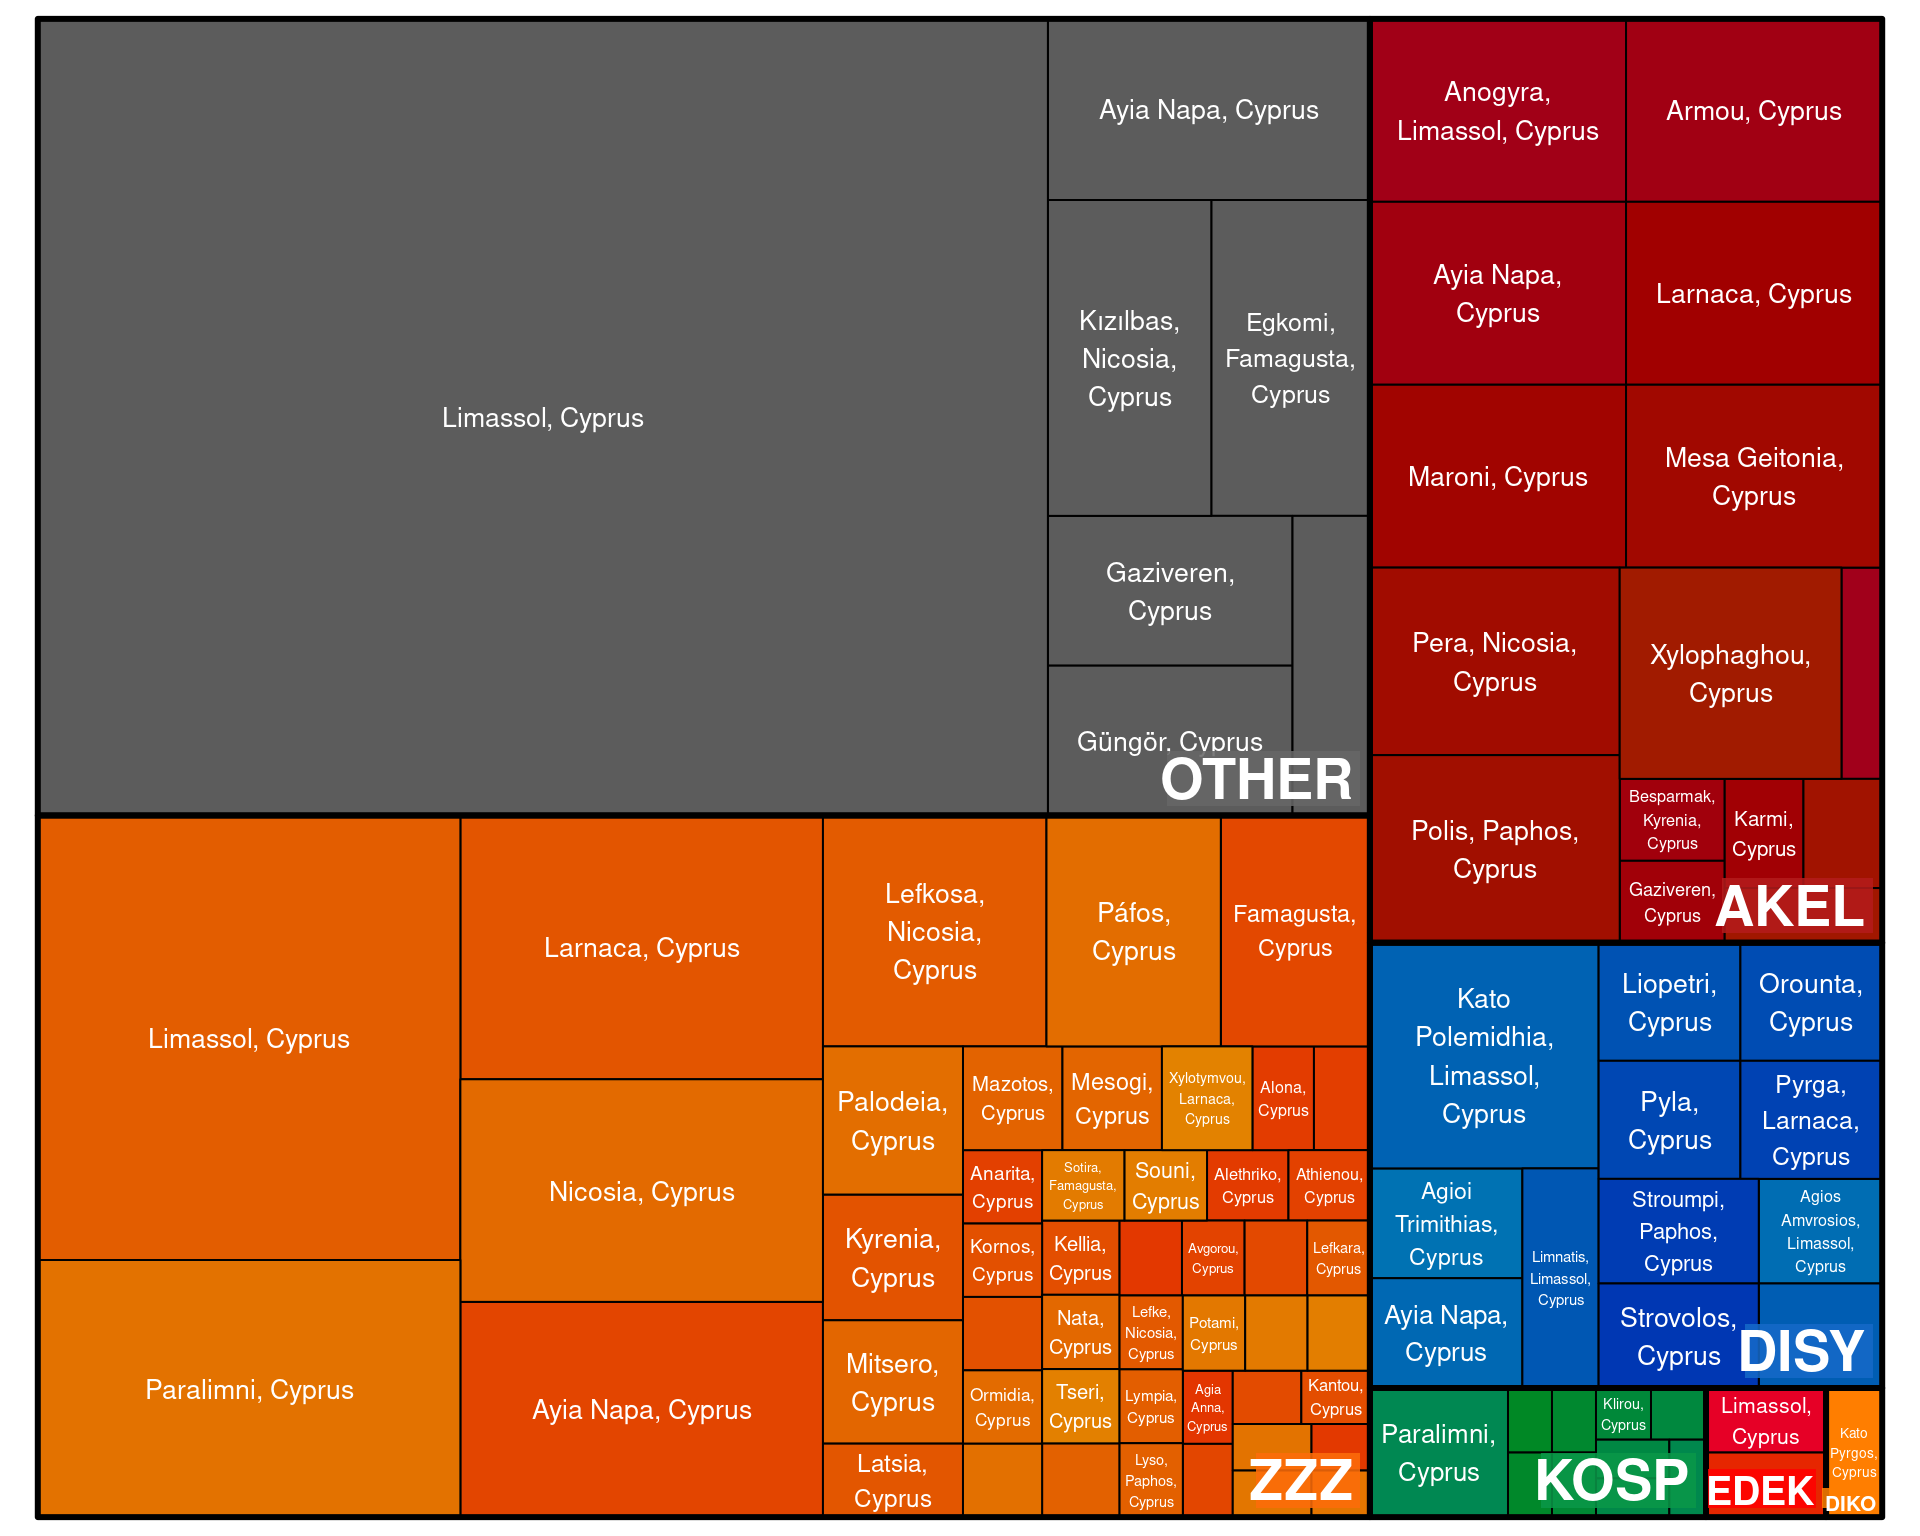 Limassol, Cyprus
Ayia Napa, Cyprus
Kızılbas,
Nicosia,
Cyprus
Egkomi,
Famagusta,
Cyprus
Gaziveren,
Cyprus
Güngör, Cyprus
OTHER
Anogyra,
Limassol, Cyprus
Armou, Cyprus
Ayia Napa,
Cyprus
Larnaca, Cyprus
Maroni, Cyprus
Mesa Geitonia,
Cyprus
Pera, Nicosia,
Cyprus
Xylophaghou,
Cyprus
Polis, Paphos,
Cyprus
Besparmak,
Kyrenia,
Cyprus
Karmi,
Cyprus
Gaziveren,
Cyprus
AKEL
Limassol, Cyprus
Paralimni, Cyprus
Larnaca, Cyprus
Nicosia, Cyprus
Ayia Napa, Cyprus
Lefkosa,
Nicosia,
Cyprus
Páfos,
Cyprus
Famagusta,
Cyprus
Palodeia,
Cyprus
Kyrenia,
Cyprus
Mitsero,
Cyprus
Latsia,
Cyprus
Mazotos,
Cyprus
Mesogi,
Cyprus
Xylotymvou,
Larnaca,
Cyprus
Alona,
Cyprus
Anarita,
Cyprus
Sotira,
Famagusta,
Cyprus
Souni,
Cyprus
Alethriko,
Cyprus
Athienou,
Cyprus
Kornos,
Cyprus
Kellia,
Cyprus
Avgorou,
Cyprus
Lefkara,
Cyprus
Nata,
Cyprus
Lefke,
Nicosia,
Cyprus
Potami,
Cyprus
Ormidia,
Cyprus
Tseri,
Cyprus
Lympia,
Cyprus
Agia
Anna,
Cyprus
Kantou,
Cyprus
Lyso,
Paphos,
Cyprus
ZZZ
Kato
Polemidhia,
Limassol,
Cyprus
Liopetri,
Cyprus
Orounta,
Cyprus
Pyla,
Cyprus
Pyrga,
Larnaca,
Cyprus
Agioi
Trimithias,
Cyprus
Limnatis,
Limassol,
Cyprus
Stroumpi,
Paphos,
Cyprus
Agios
Amvrosios,
Limassol,
Cyprus
Ayia Napa,
Cyprus
Strovolos,
Cyprus
DISY
Paralimni,
Cyprus
Klirou,
Cyprus
KOSP
Limassol,
Cyprus
EDEK
Kato
Pyrgos,
Cyprus
DIKO